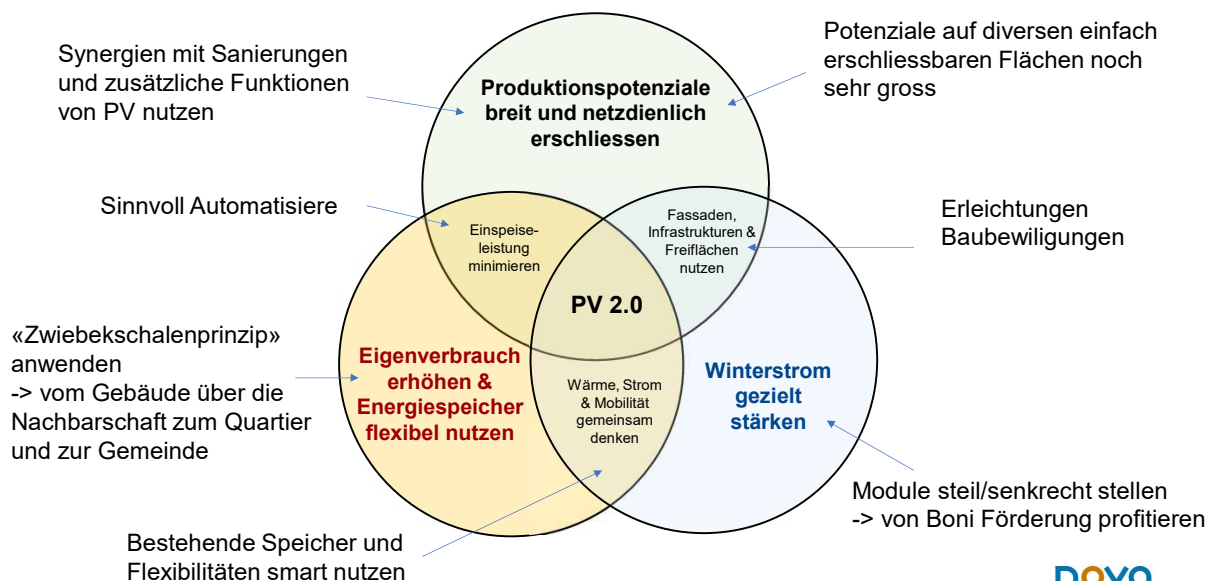 Synergien mit Sanierungen
und zusätzliche Funktionen
von PV nutzen
Potenziale auf diversen einfach
erschliessbaren Flächen noch
sehr gross
Produktionspotenziale
breit und netzdienlich
erschliessen
Sinnvoll Automatisiere
Einspeise-
leistung
minimieren
Fassaden,
Infrastrukturen &
Freiflächen
nutzen
Erleichtungen
Baubewiligungen
PV 2.0
«Zwiebekschalenprinzip»
anwenden
-> vom Gebäude über die
Nachbarschaft zum Quartier
und zur Gemeinde
Eigenverbrauch
erhöhen &
Energiespeicher
flexibel nutzen
Wärme, Strom
& Mobilität
gemeinsam
denken
Winterstrom
gezielt
stärken
Module steil/senkrecht stellen
-> von Boni Förderung profitieren
Bestehende Speicher und
Flexibilitäten smart nutzen